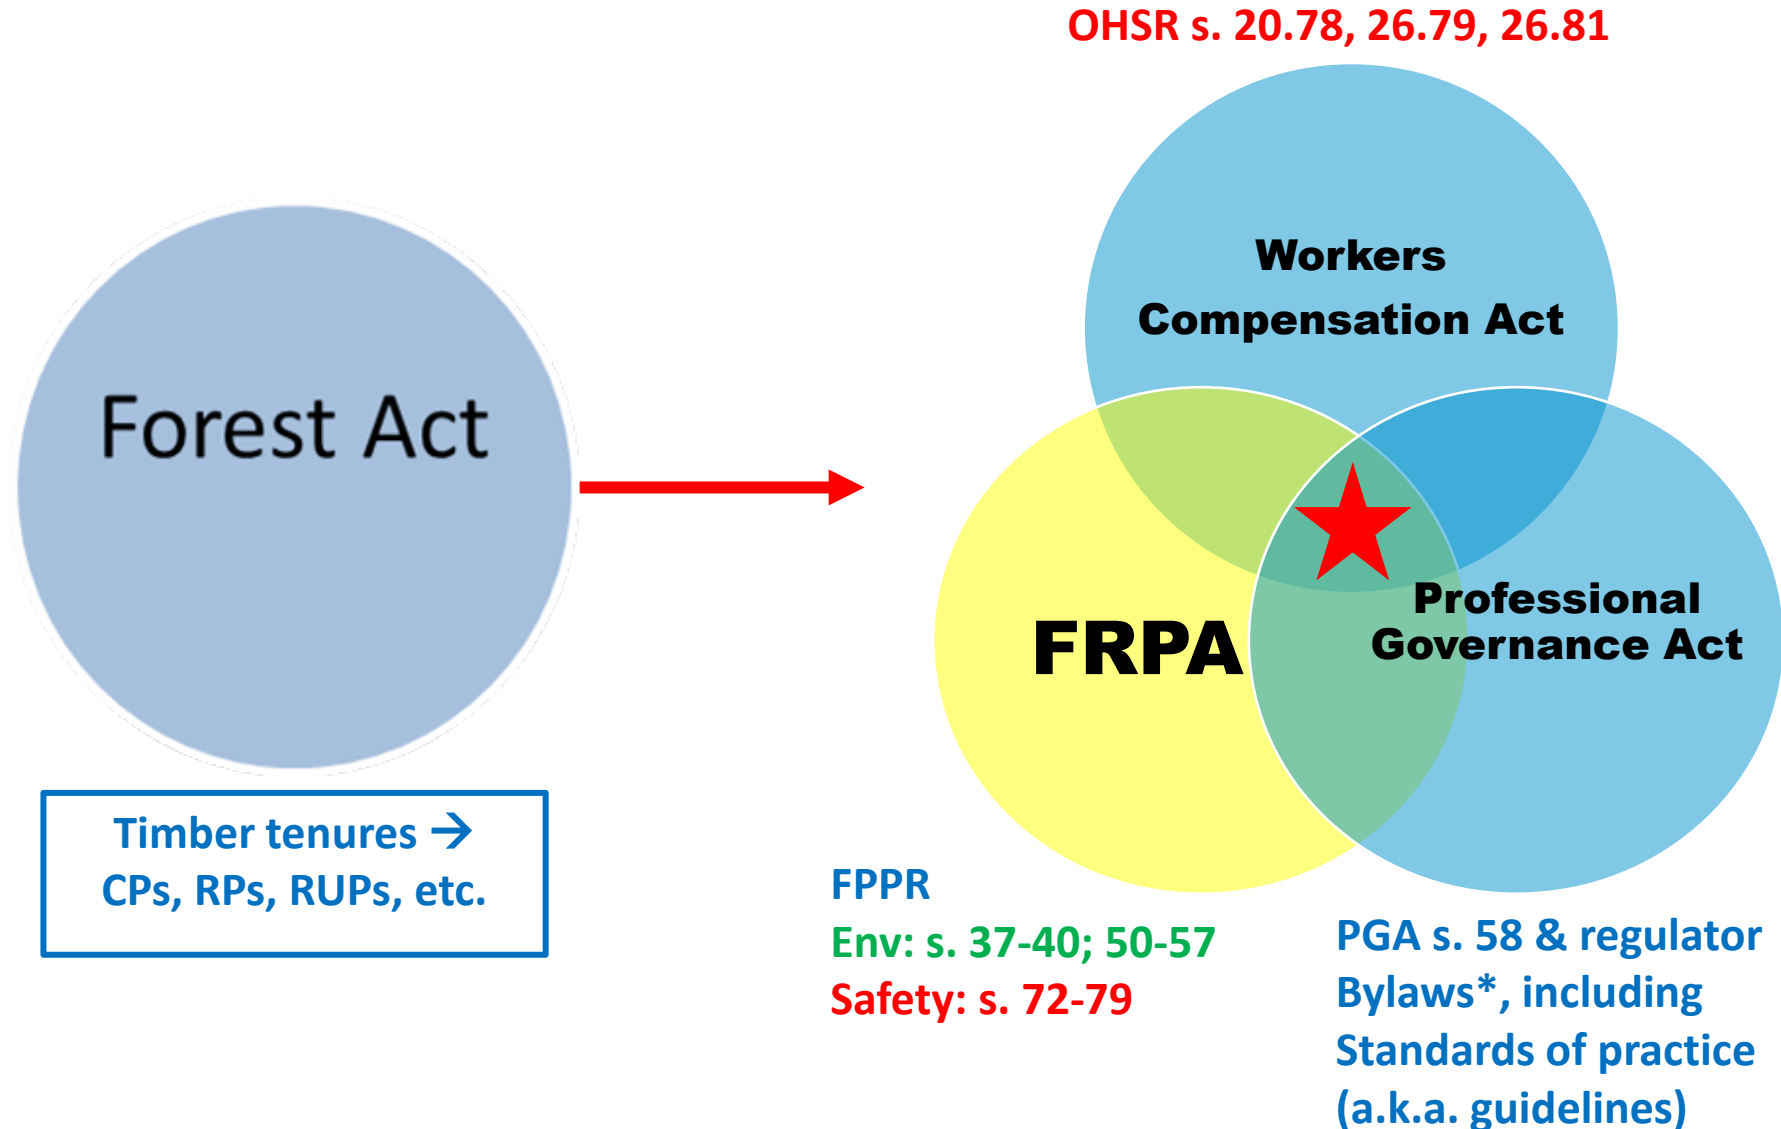 OHSR s. 20.78, 26.79, 26.81
Workers
Compensation Act
Forest Act
FRPA
Professional
Governance Act
Timber tenures →
CPs, RPs, RUPs, etc.
FPPR
Env: s. 37-40; 50-57
Safety: s. 72-79
PGA s. 58 & regulator
Bylaws*, including
Standards of practice
(a.k.a. guidelines)